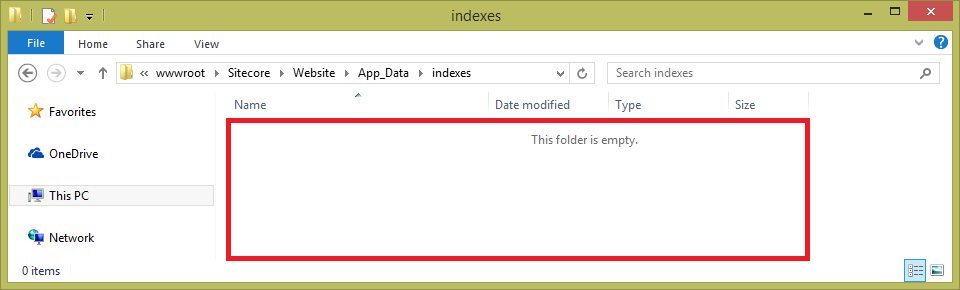 indexes
File Home Share View
« wwwroot Sitecore Website App_Data indexes Search indexes
Name Date modified Type Size
Favorites
This folder is empty.
OneDrive
This PC
Network
0 items